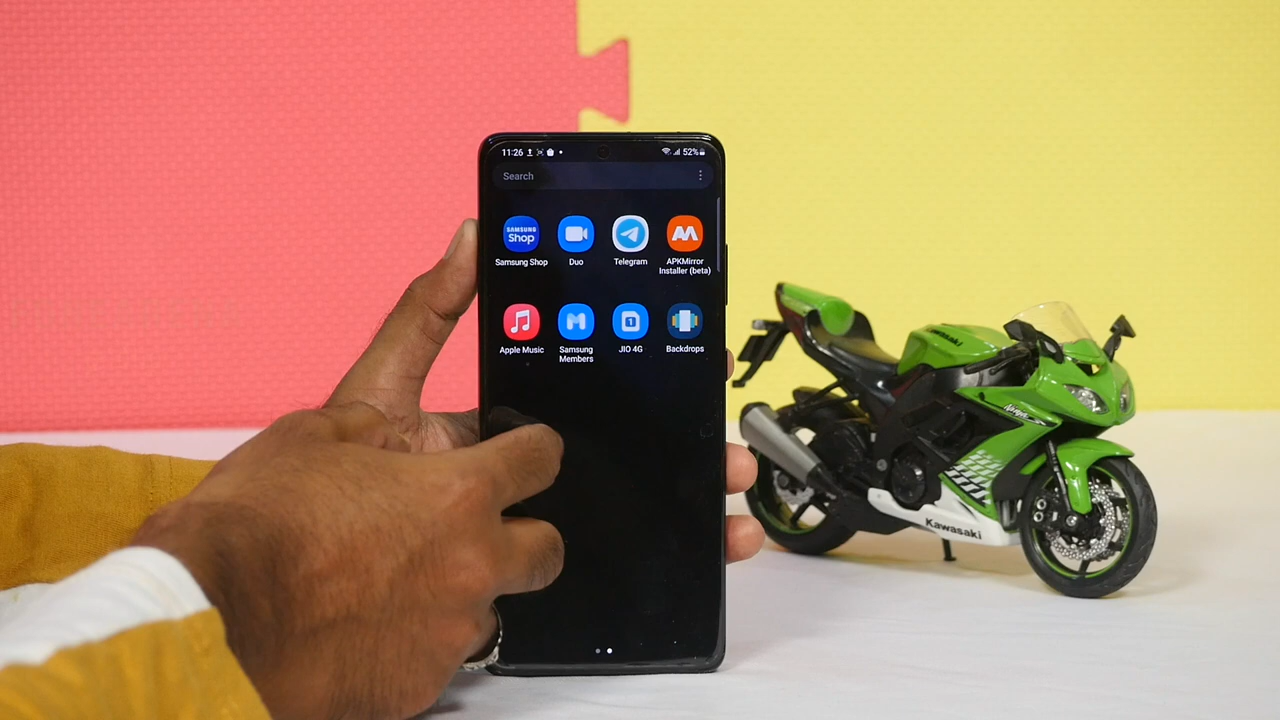 11:26
52%
Search
SAMSUNG
Shop
Samsung Shop
Duo
Telegram
APKMirror
Installer (beta)
1
Apple Music
Samsung
Members
JIO 4G
Backdrops
Kawasaki
Ninja
Kawasaki